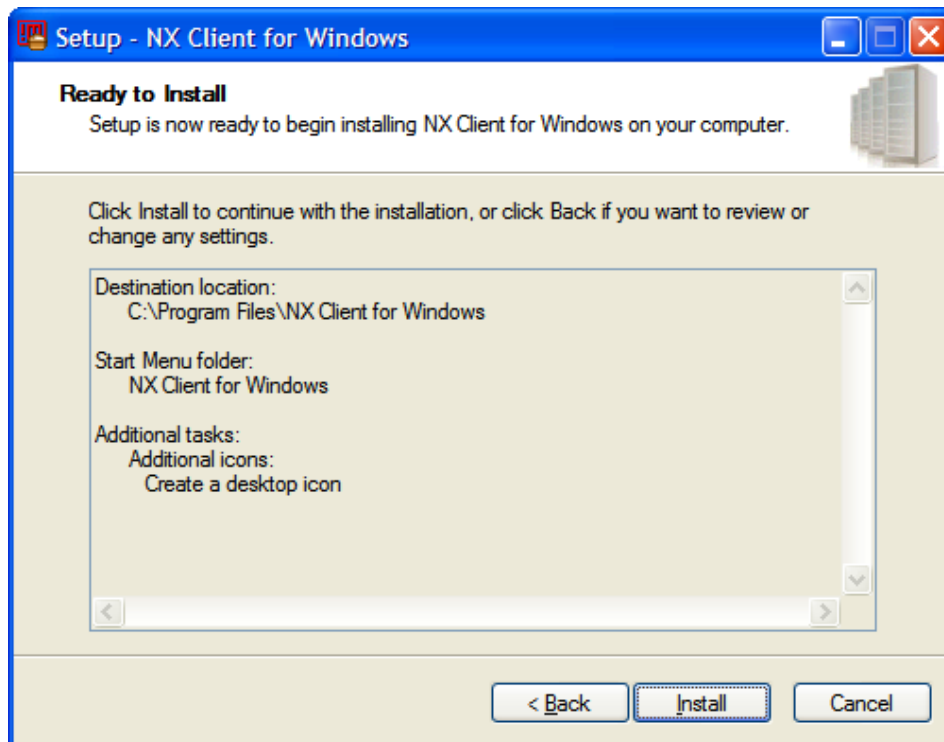 Setup - NX Client for Windows
Ready to Install
Setup is now ready to begin installing NX Client for Windows on your computer.
Click Install to continue with the installation, or click Back if you want to review or
change any settings.
Destination location:
C:\Program Files\NX Client for Windows
Start Menu folder:
NX Client for Windows
Additional tasks:
Additional icons:
Create a desktop icon
< Back
Install
Cancel